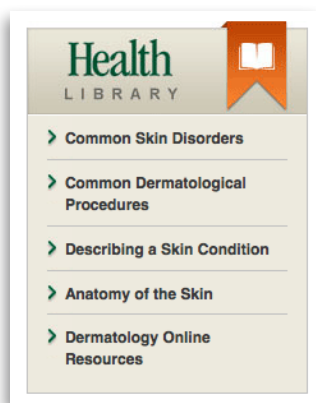 Health
LIBRARY
Common Skin Disorders
Common Dermatological
Procedures
Describing a Skin Condition
Anatomy of the Skin
Dermatology Online
Resources